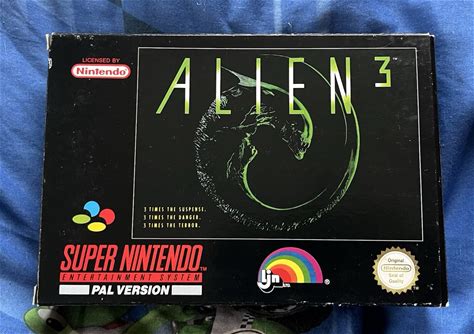 LICENSED BY
Nintendo
ALIEN 3
3 TIMES THE SUSPENSE.
3 TIMES THE DANGER.
3 TIMES THE TERROR.
SUPER NINTENDO
ENTERTAINMENT SYSTEM
PAL VERSION
LJN LTD.
Original
Nintendo
Seal of
Quality